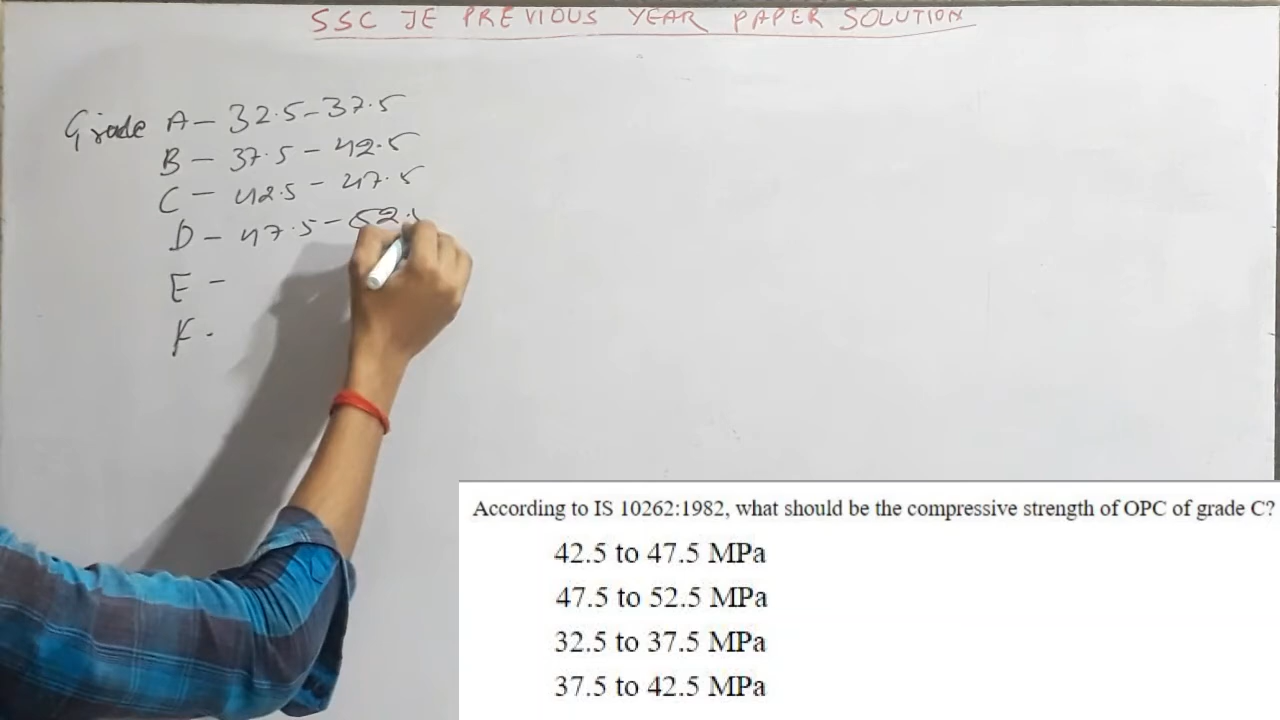 SSC JE PREVIOUS YEAR PAPER SOLUTION
Grade A - 32.5-37.5
B - 37.5 - 42.5
C - 42.5 - 47.5
D - 47.5-52.5
E -
F -
According to IS 10262:1982, what should be the compressive strength of OPC of grade C?
42.5 to 47.5 MPa
47.5 to 52.5 MPa
32.5 to 37.5 MPa
37.5 to 42.5 MPa